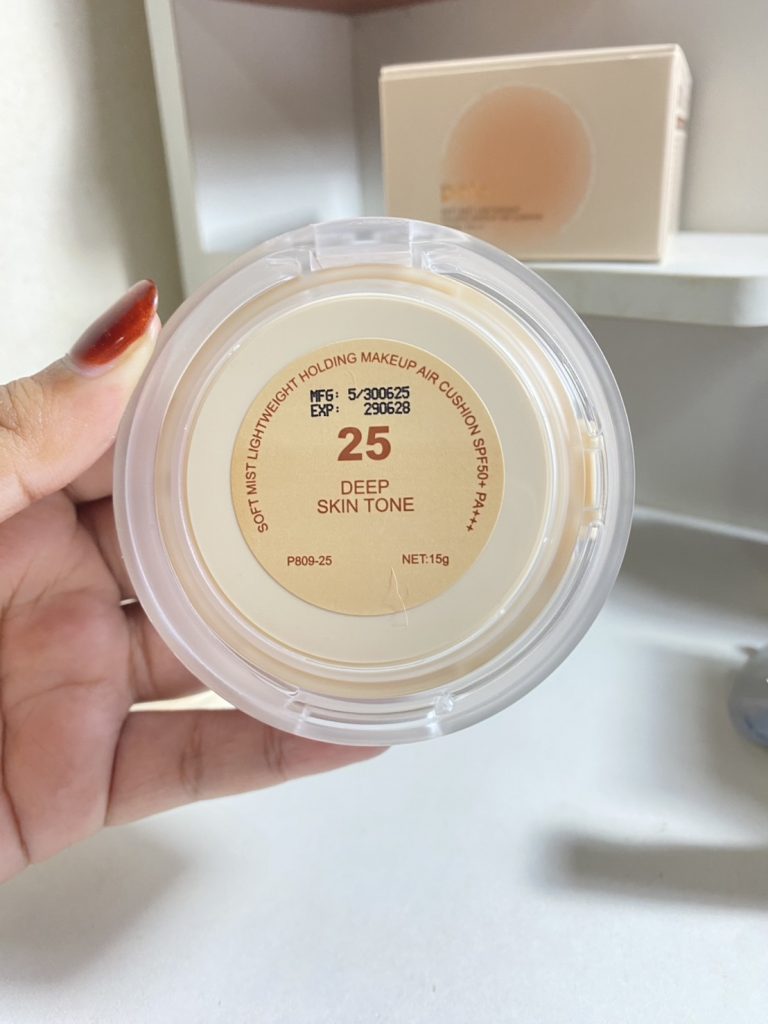 SOFT MIST LIGHTWEIGHT HOLDING MAKEUP AIR CUSHION SPF50+ PA+++
MFG: 5/300625
EXP: 290628
25
DEEP
SKIN TONE
P809-25
NET:15g